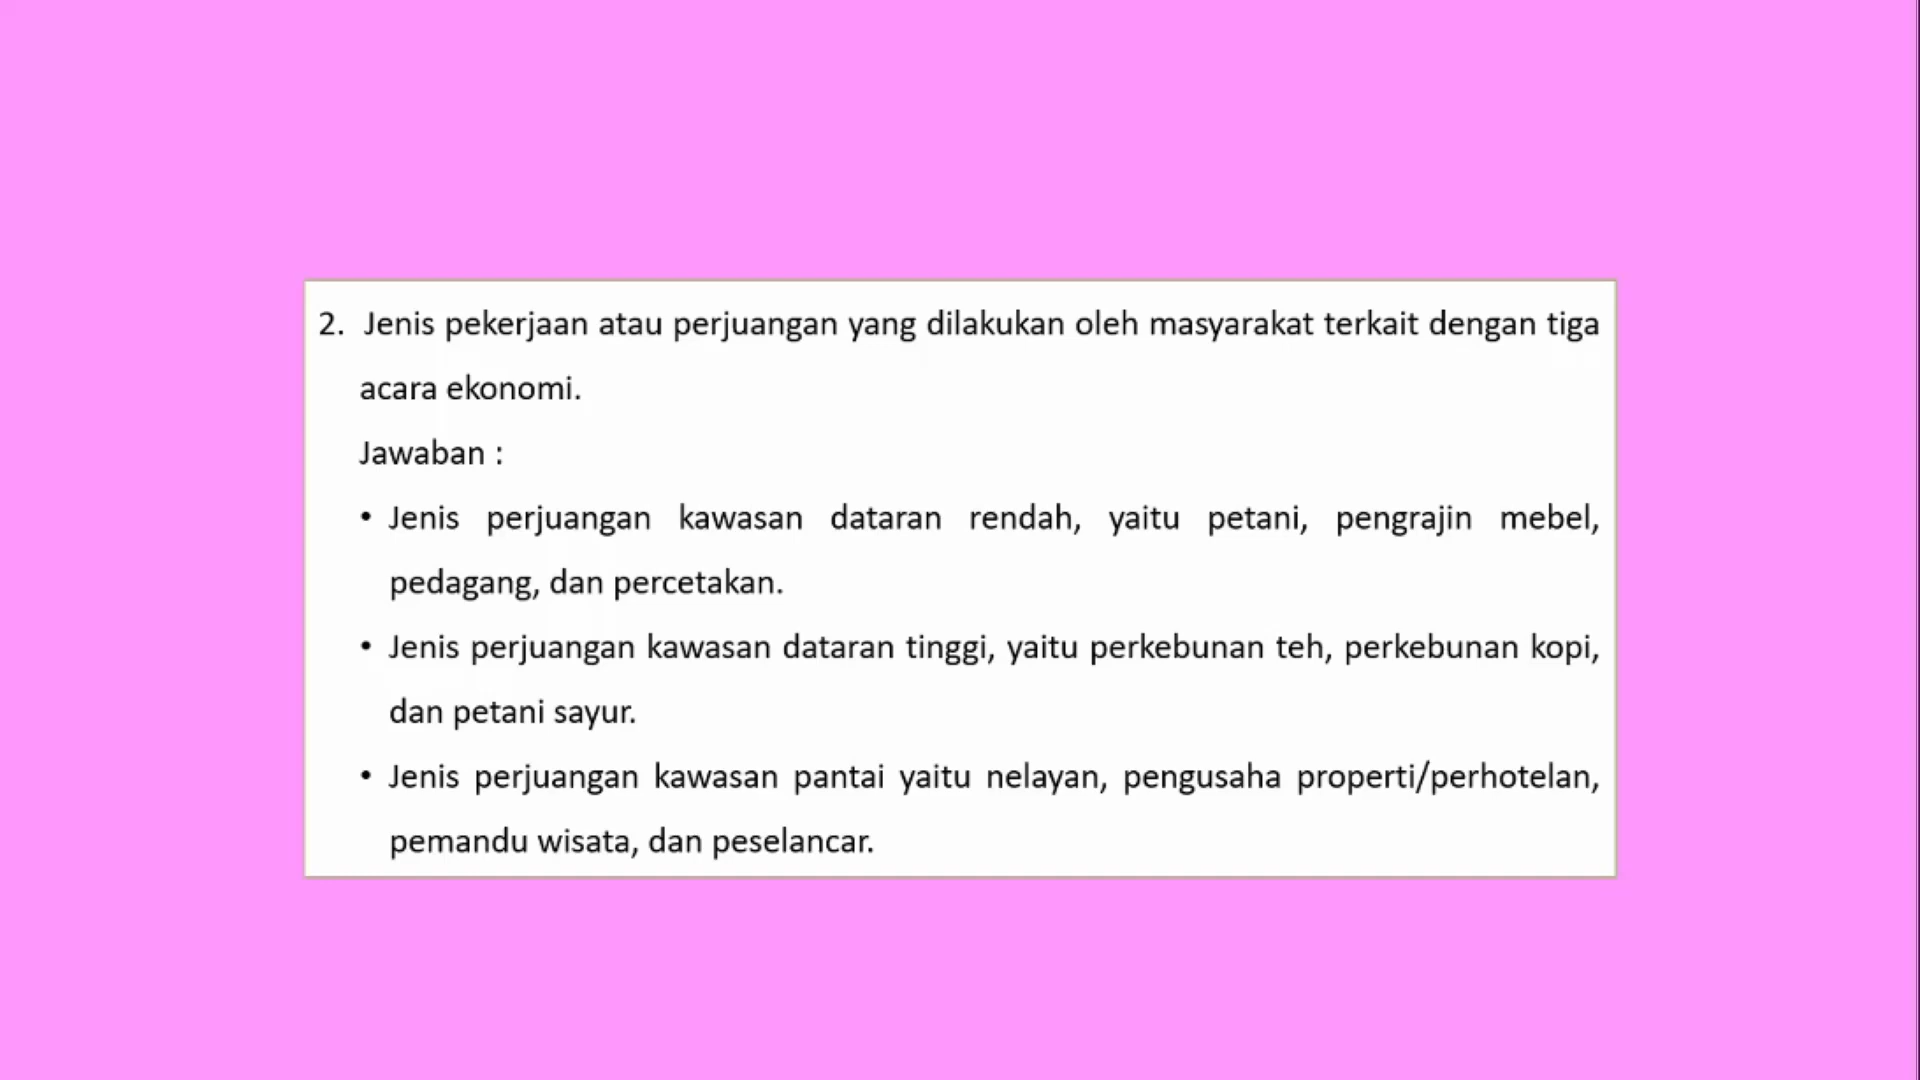 2. Jenis pekerjaan atau perjuangan yang dilakukan oleh masyarakat terkait dengan tiga
acara ekonomi.
Jawaban :
• Jenis perjuangan kawasan dataran rendah, yaitu petani, pengrajin mebel,
pedagang, dan percetakan.
• Jenis perjuangan kawasan dataran tinggi, yaitu perkebunan teh, perkebunan kopi,
dan petani sayur.
• Jenis perjuangan kawasan pantai yaitu nelayan, pengusaha properti/perhotelan,
pemandu wisata, dan peselancar.